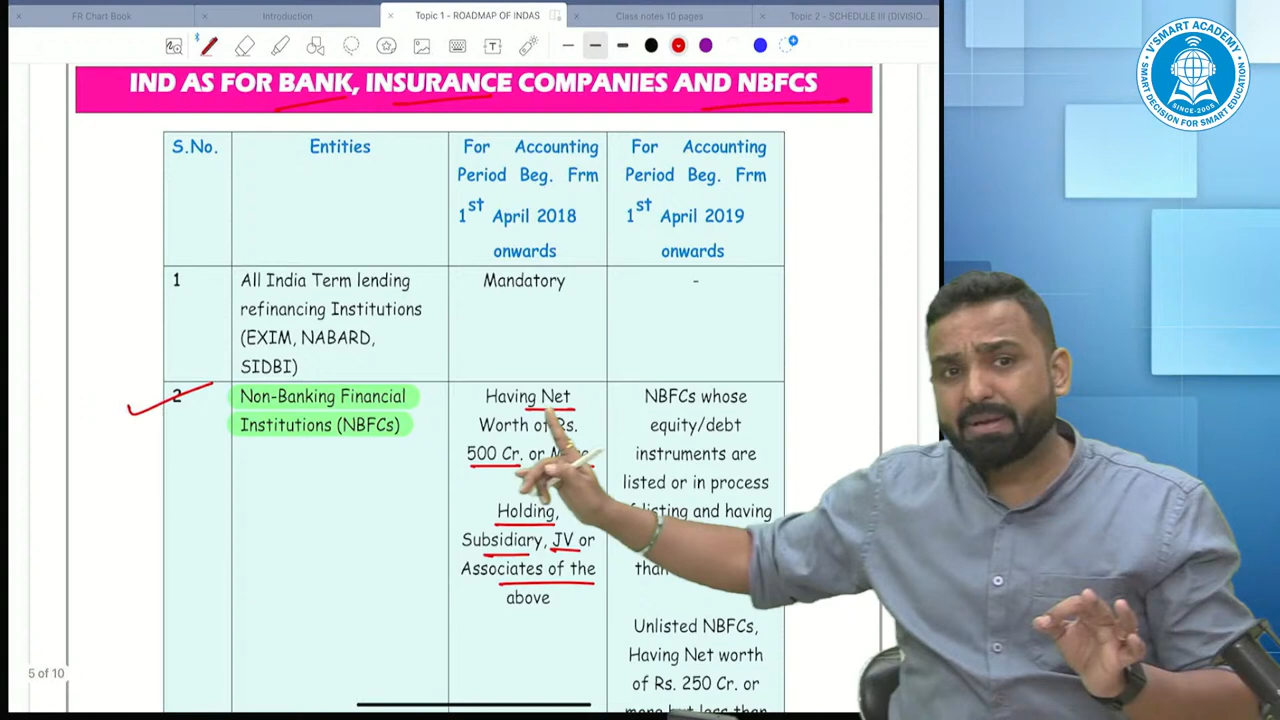 FR Chart Book
Introduction
Topic 1 - ROADMAP OF INDAS
Class notes 10 pages
Topic 2 - SCHEDULE III (DIVISIO...
IND AS FOR BANK, INSURANCE COMPANIES AND NBFCS
S.No.
Entities
For Accounting
Period Beg. Frm
1st April 2018
onwards
For Accounting
Period Beg. Frm
1st April 2019
onwards
1
All India Term lending
refinancing Institutions
(EXIM, NABARD,
SIDBI)
Mandatory
-
2
Non-Banking Financial
Institutions (NBFCs)
Having Net
Worth of Rs.
500 Cr. or
Holding,
Subsidiary, JV or
Associates of the
above
NBFCs whose
equity/debt
instruments are
listed or in process
listing and having
than
Unlisted NBFCs,
Having Net worth
of Rs. 250 Cr. or
more but less than
5 of 10
V'SMART ACADEMY
SINCE-2005
SMART DECISION FOR SMART EDUCATION